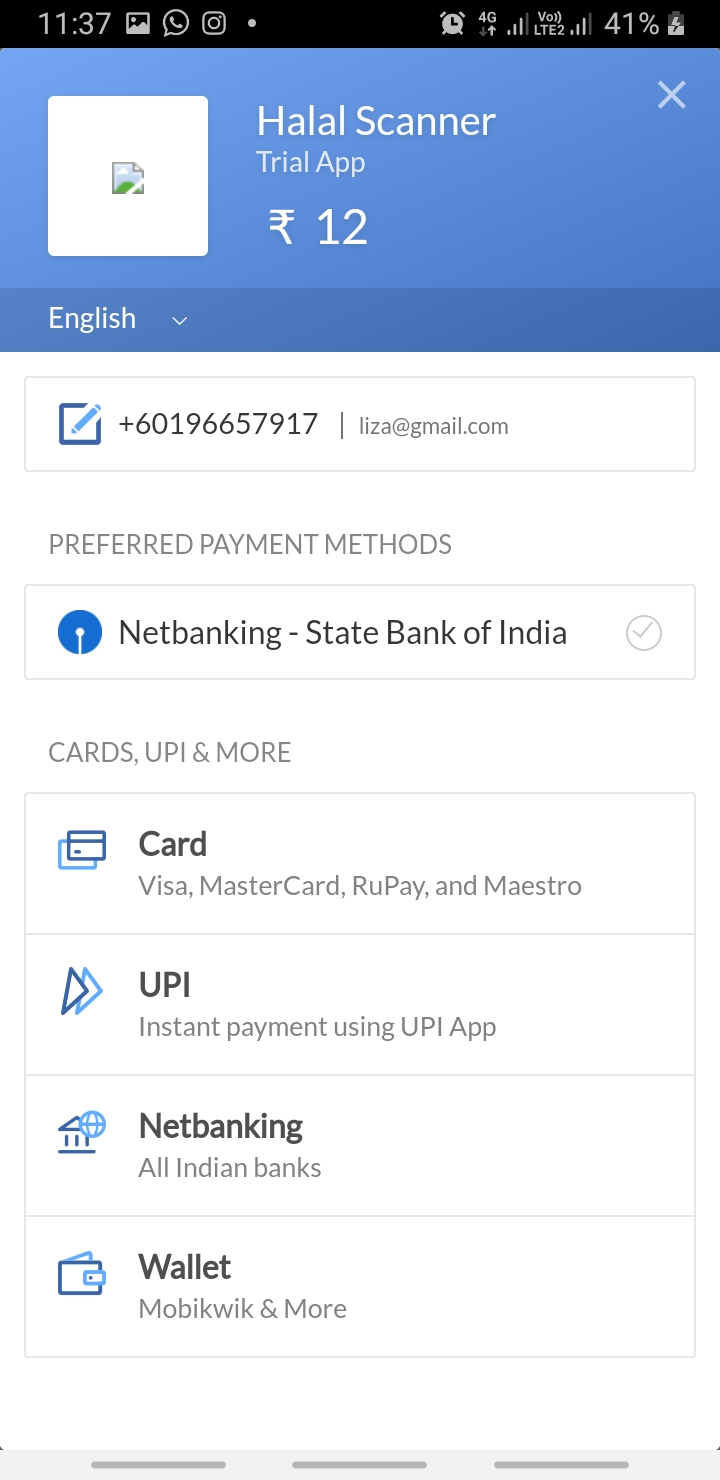 11:37 4G Vo)) LTE2 41%
Halal Scanner
Trial App
₹ 12
English
+60196657917 | liza@gmail.com
PREFERRED PAYMENT METHODS
Netbanking - State Bank of India
CARDS, UPI & MORE
Card
Visa, MasterCard, RuPay, and Maestro
UPI
Instant payment using UPI App
Netbanking
All Indian banks
Wallet
Mobikwik & More